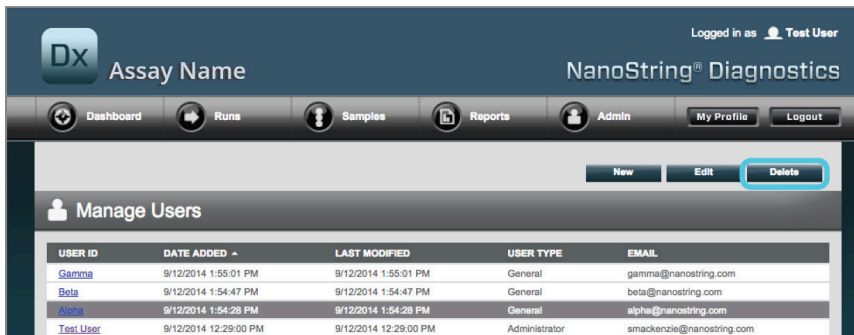 Logged in as Test User
Dx Assay Name NanoString® Diagnostics
Dashboard Runs Samples Reports Admin My Profile Logout
New Edit Delete
Manage Users
USER ID DATE ADDED LAST MODIFIED USER TYPE EMAIL
Gamma 9/12/2014 1:55:01 PM 9/12/2014 1:55:01 PM General gamma@nanostring.com
Beta 9/12/2014 1:54:47 PM 9/12/2014 1:54:47 PM General beta@nanostring.com
Alpha 9/12/2014 1:54:28 PM 9/12/2014 1:54:28 PM General alpha@nanostring.com
Test User 9/12/2014 12:29:00 PM 9/12/2014 12:29:00 PM Administrator smackenzie@nanostring.com